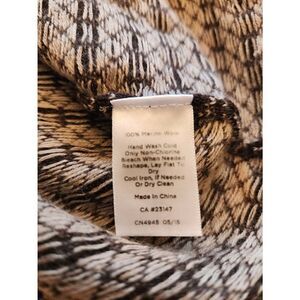 100% Merino Wool
Hand Wash Cold
Only Non-Chlorine
Bleach When Needed
Reshape, Lay Flat To
Dry
Cool Iron, If Needed
Or Dry Clean
Made In China
CA #23147
CN4945 05/15